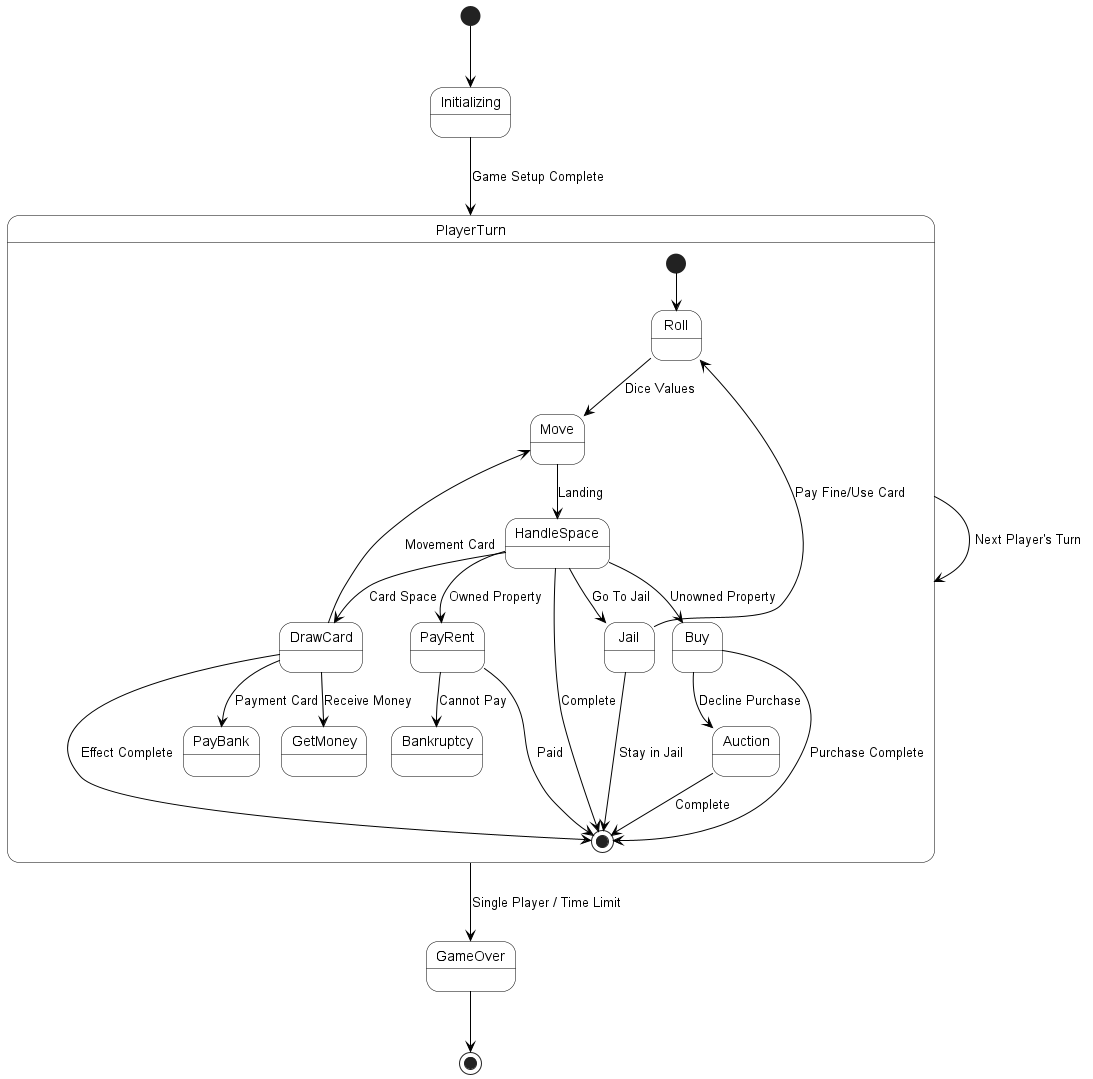 Initializing
Game Setup Complete
PlayerTurn
Roll
Dice Values
Move
Pay Fine/Use Card
Landing
HandleSpace
Next Player's Turn
Movement Card
Card Space
Owned Property
Go To Jail
Unowned Property
DrawCard
PayRent
Jail
Buy
Payment Card
Receive Money
Cannot Pay
Complete
Decline Purchase
PayBank
GetMoney
Bankruptcy
Auction
Effect Complete
Paid
Stay in Jail
Purchase Complete
Complete
Single Player / Time Limit
GameOver